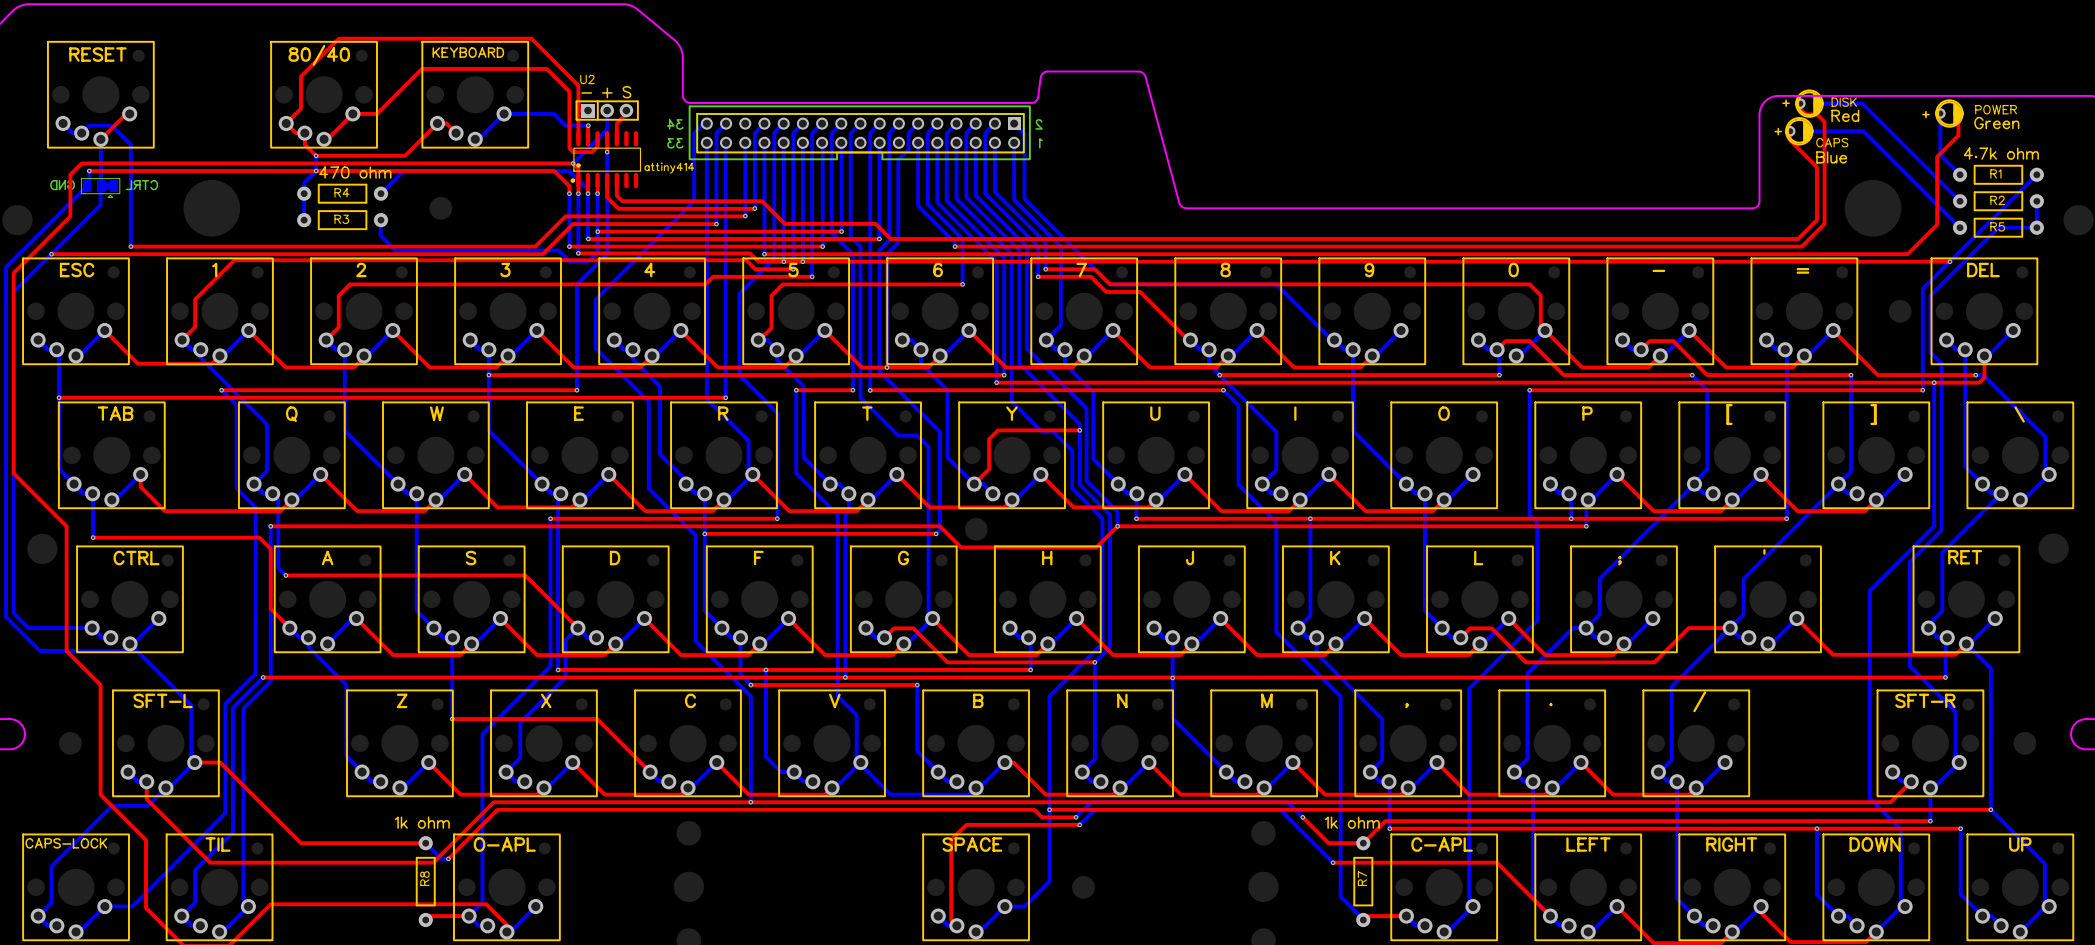 RESET
80/40
KEYBOARD
U2
- + S
34
33
2
1
attiny414
+ DISK
Red
+ CAPS
Blue
+ POWER
Green
4.7k ohm
R1
R2
R5
GND
CTRL
470 ohm
R4
R3
ESC
1
2
3
4
5
6
7
8
9
0
-
=
DEL
TAB
Q
W
E
R
T
Y
U
I
O
P
[
]
\
CTRL
A
S
D
F
G
H
J
K
L
;
'
RET
SFT-L
Z
X
C
V
B
N
M
,
.
/
SFT-R
1k ohm
1k ohm
CAPS-LOCK
TIL
R8
O-APL
SPACE
R7
C-APL
LEFT
RIGHT
DOWN
UP